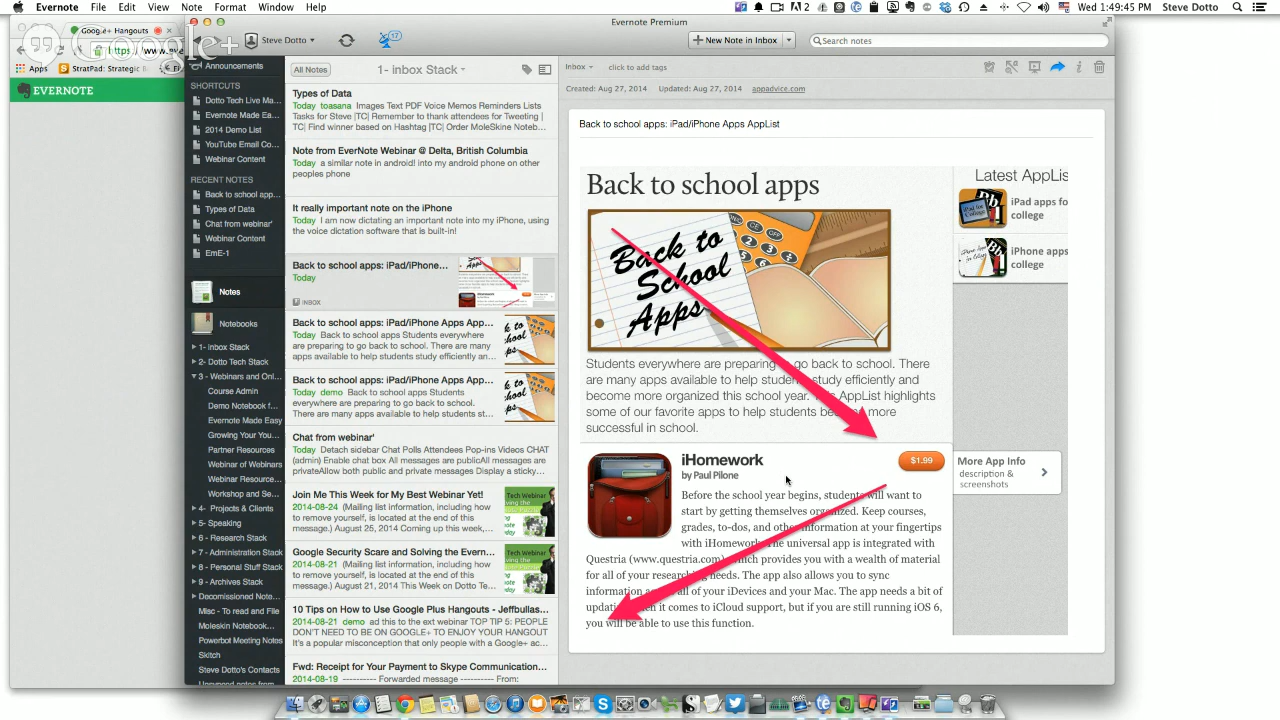 Evernote File Edit View Note Format Window Help
2 Wed 1:49:45 PM Steve Dotto
Google+ Hangouts
Google+
https://www.eve
Apps StratPad: Strategic B
EVERNOTE
Evernote Premium
Steve Dotto
17
New Note in Inbox
Search notes
Announcements
SHORTCUTS
Dotto Tech Live Ma...
Evernote Made Ea...
2014 Demo List
YouTube Email Co...
Webinar Content
RECENT NOTES
Back to school app...
Types of Data
Chat from webinar'
Webinar Content
EmE-1
Notes
Notebooks
1- Inbox Stack
2- Dotto Tech Stack
3 - Webinars and Onl...
Course Admin
Demo Notebook f...
Evernote Made Easy
Growing Your You...
Partner Resources
Webinar of Webinars
Webinar Resource...
Workshop and Se...
4- Projects & Clients
5- Speaking
6 - Research Stack
7 - Administration Stack
8 - Personal Stuff Stack
9 - Archives Stack
Decomissioned Note...
Misc - To read and File
Moleskin Notebook...
Powerbot Meeting Notes
Skitch
Steve Dotto's Contacts
Unsynced notes from
All Notes
1- inbox Stack
Types of Data
Today toasana Images Text PDF Voice Memos Reminders Lists
Tasks for Steve |TC| Remember to thank attendees for Tweeting |
TC| Find winner based on Hashtag |TC| Order MoleSkine Noteb...
Note from EverNote Webinar @ Delta, British Columbia
Today a similar note in android! into my android phone on other
peoples phone
It really important note on the iPhone
Today I am now dictating an important note into my iPhone, using
the voice dictation software that is built-in!
Back to school apps: iPad/iPhone...
Today
INBOX
Back to school apps: iPad/iPhone Apps App...
Today Back to school apps Students everywhere
are preparing to go back to school. There are many
apps available to help students study efficiently an...
Back to school apps: iPad/iPhone Apps App...
Today demo Back to school apps Students
everywhere are preparing to go back to school.
There are many apps available to help students st...
Chat from webinar'
Today Detach sidebar Chat Polls Attendees Pop-ins Videos CHAT
(admin) Enable chat box All messages are publicAll messages are
privateAllow both public and private messages Display a sticky...
Join Me This Week for My Best Webinar Yet!
2014-08-24 (Mailing list information, including
how to remove yourself, is located at the end of this
message.) August 25, 2014 Coming up this week,...
Google Security Scare and Solving the Evern...
2014-08-21 (Mailing list information, including
how to remove yourself, is located at the end of this
message.) August 21, 2014 This Week on Dotto Te...
10 Tips on How to Use Google Plus Hangouts - Jeffbullas...
2014-08-21 demo ad this to the ext webinar TOP TIP 5: PEOPLE
DON'T NEED TO BE ON GOOGLE+ TO ENJOY YOUR HANGOUT
It's a popular misconception that only people with a Google+ ac...
Fwd: Receipt for Your Payment to Skype Communication...
2014-08-19 ---------- Forwarded message ---------- From:
Inbox click to add tags
Created: Aug 27, 2014 Updated: Aug 27, 2014 appadvice.com
Back to school apps: iPad/iPhone Apps AppList
Back to school apps
Back to
School
Apps
Students everywhere are preparing to go back to school. There
are many apps available to help students study efficiently and
become more organized this school year. This AppList highlights
some of our favorite apps to help students become more
successful in school.
Latest AppLis
iPad apps for
college
iPhone apps
college
iHomework
by Paul Pilone
$1.99
More App Info
description &
screenshots
Before the school year begins, students will want to
start by getting themselves organized. Keep courses,
grades, to-dos, and other information at your fingertips
with iHomework. The universal app is integrated with
Questria (www.questria.com) which provides you with a wealth of material
for all of your researching needs. The app also allows you to sync
information all of your iDevices and your Mac. The app needs a bit of
when it comes to iCloud support, but if you are still running iOS 6,
you will be able to use this function.